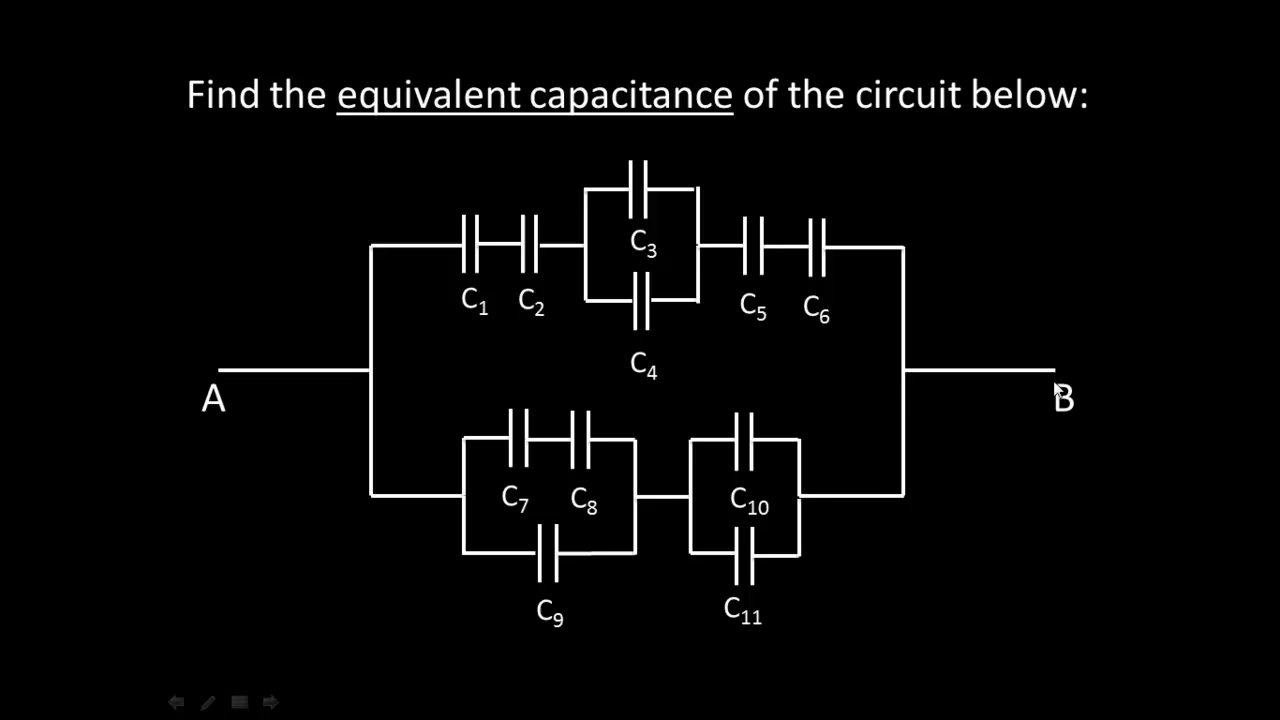 Find the equivalent capacitance of the circuit below:
C3
C1 C2 C5 C6
C4
A B
C7 C8 C10
C9 C11